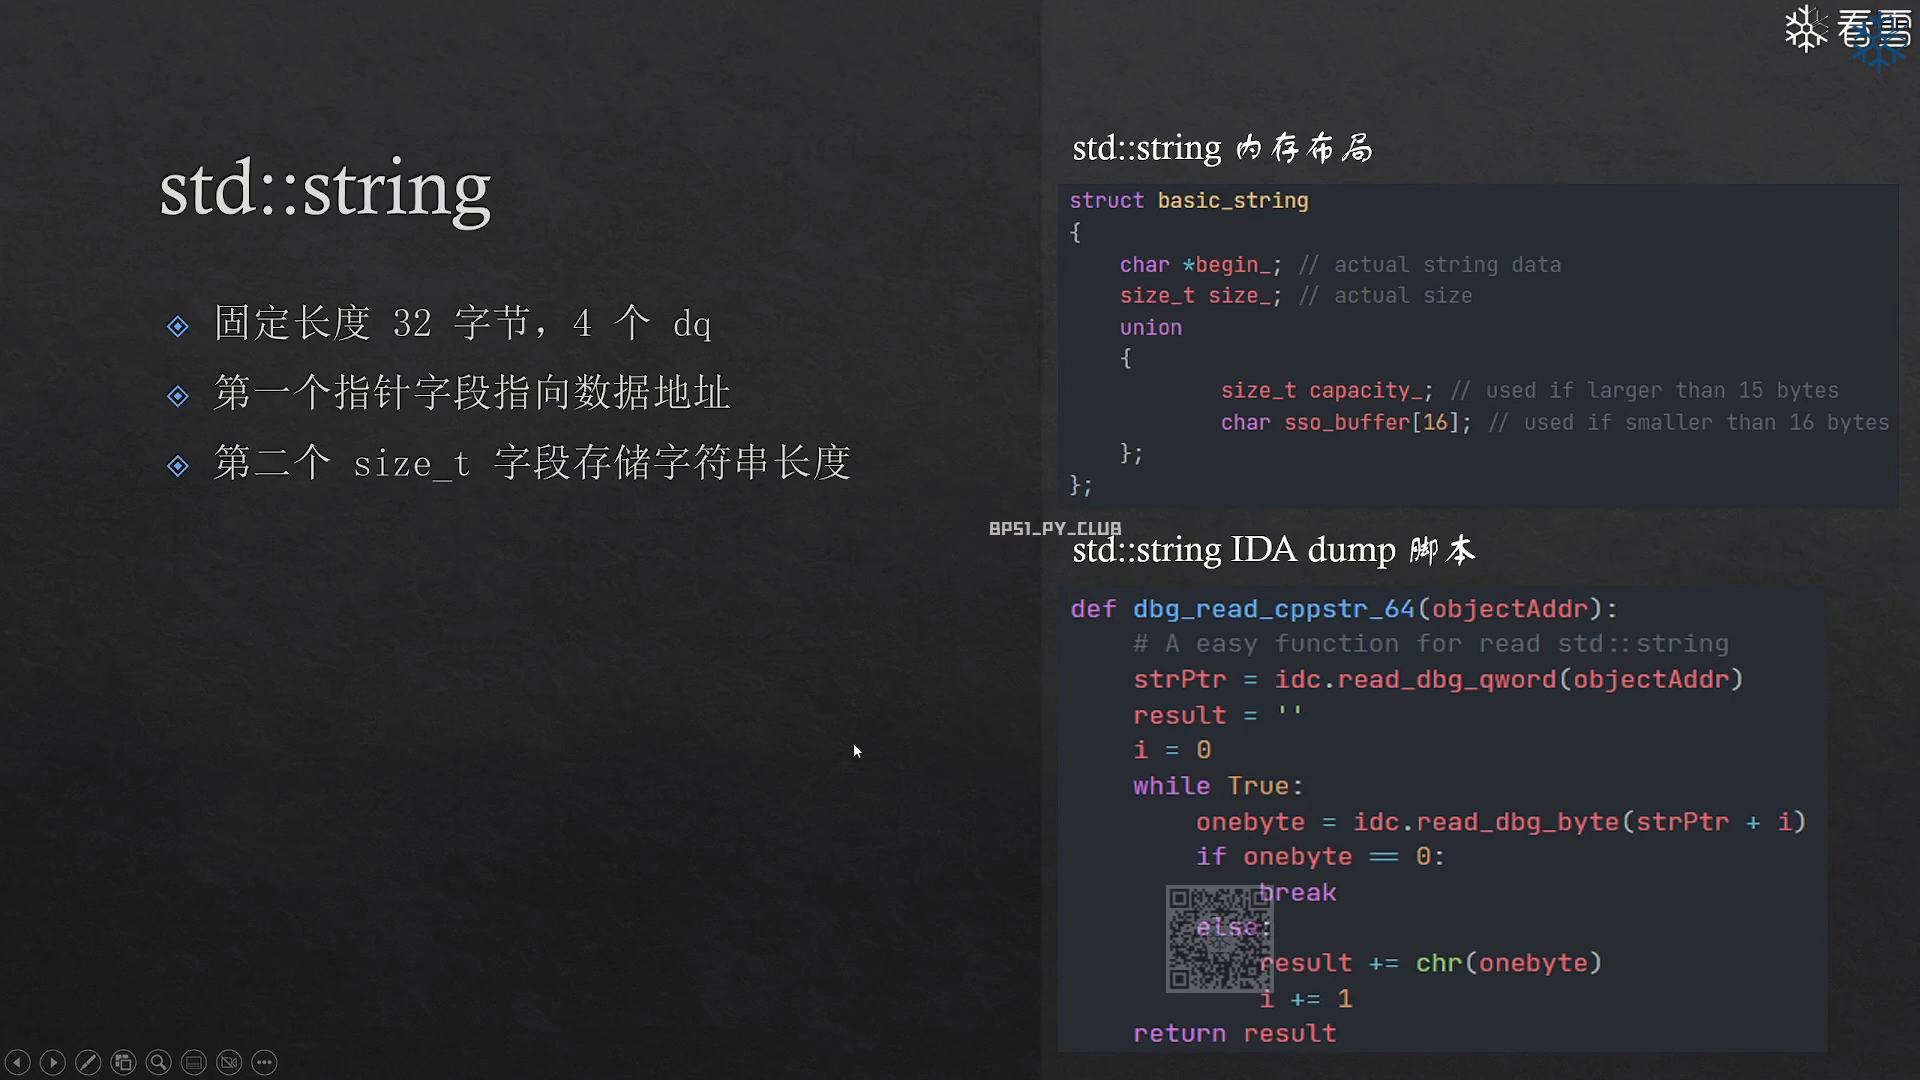 看雪
std::string
固定长度 32 字节，4 个 dq
第一个指针字段指向数据地址
第二个 size_t 字段存储字符串长度
std::string 内存布局
struct basic_string
{
char *begin_; // actual string data
size_t size_; // actual size
union
{
size_t capacity_; // used if larger than 15 bytes
char sso_buffer[16]; // used if smaller than 16 bytes
};
};
BPS1_PY_CLUB
std::string IDA dump 脚本
def dbg_read_cppstr_64(objectAddr):
# A easy function for read std::string
strPtr = idc.read_dbg_qword(objectAddr)
result = ''
i = 0
while True:
onebyte = idc.read_dbg_byte(strPtr + i)
if onebyte == 0:
break
else:
result += chr(onebyte)
i += 1
return result